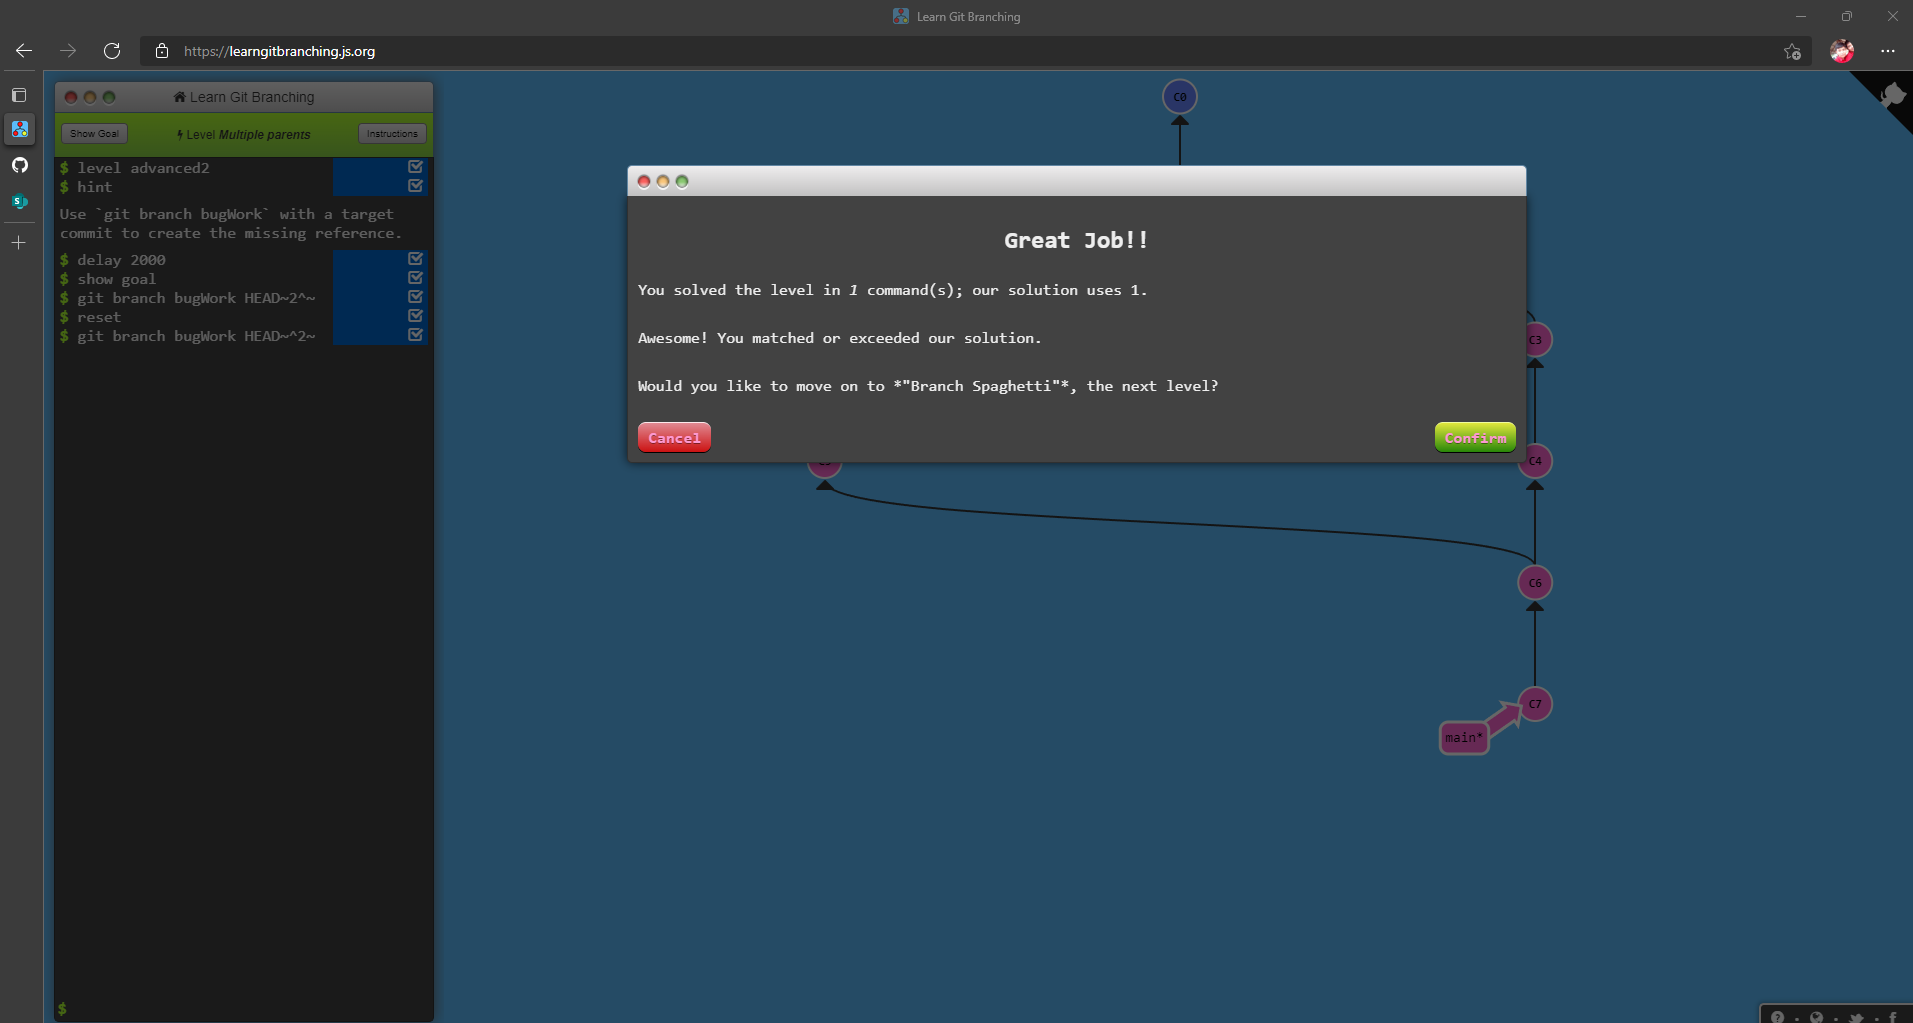 Learn Git Branching
https://learngitbranching.js.org
Learn Git Branching
Show Goal
Level Multiple parents
Instructions
$ level advanced2
$ hint
Use `git branch bugWork` with a target
commit to create the missing reference.
$ delay 2000
$ show goal
$ git branch bugWork HEAD~2^~
$ reset
$ git branch bugWork HEAD~^2~
$
C0
Great Job!!
You solved the level in 1 command(s); our solution uses 1.
Awesome! You matched or exceeded our solution.
Would you like to move on to *"Branch Spaghetti"*, the next level?
Cancel
Confirm
C3
C4
C6
C7
main*